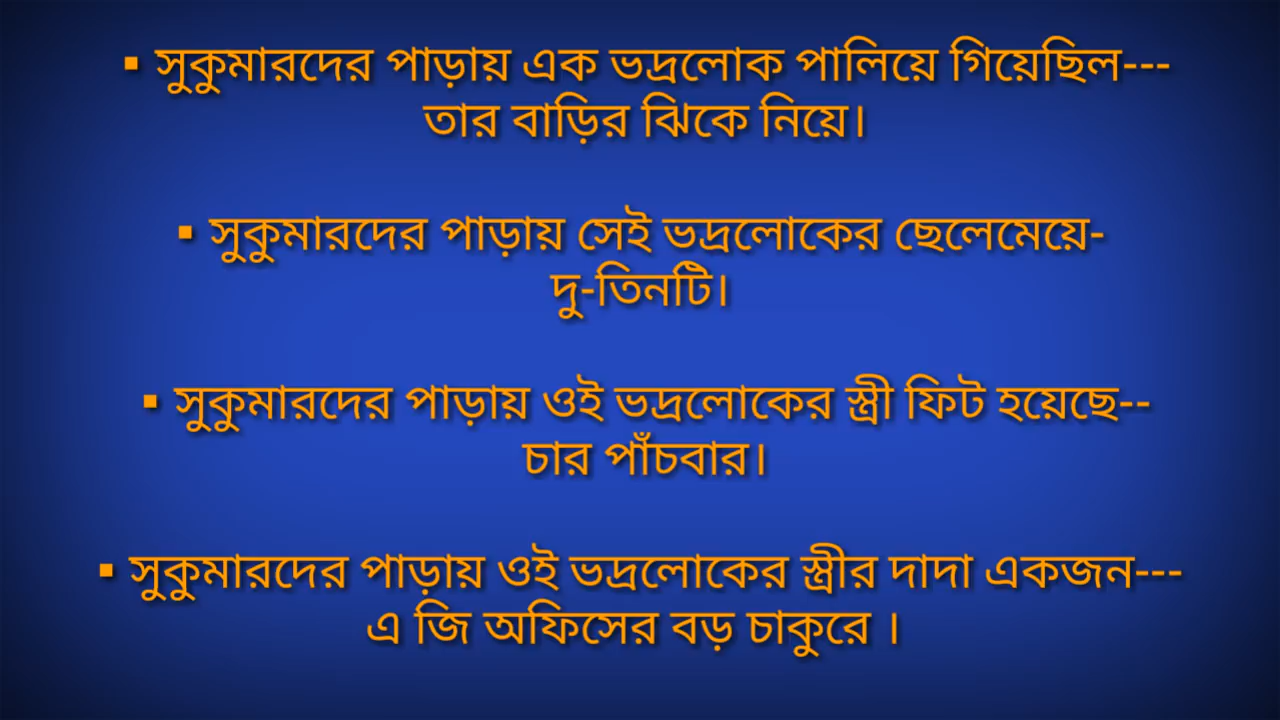 ▪ সুকুমারদের পাড়ায় এক ভদ্রলোক পালিয়ে গিয়েছিল---
তার বাড়ির ঝিকে নিয়ে।
▪ সুকুমারদের পাড়ায় সেই ভদ্রলোকের ছেলেমেয়ে-
দু-তিনটি।
▪ সুকুমারদের পাড়ায় ওই ভদ্রলোকের স্ত্রী ফিট হয়েছে--
চার পাঁচবার।
▪ সুকুমারদের পাড়ায় ওই ভদ্রলোকের স্ত্রীর দাদা একজন---
এ জি অফিসের বড় চাকুরে ।